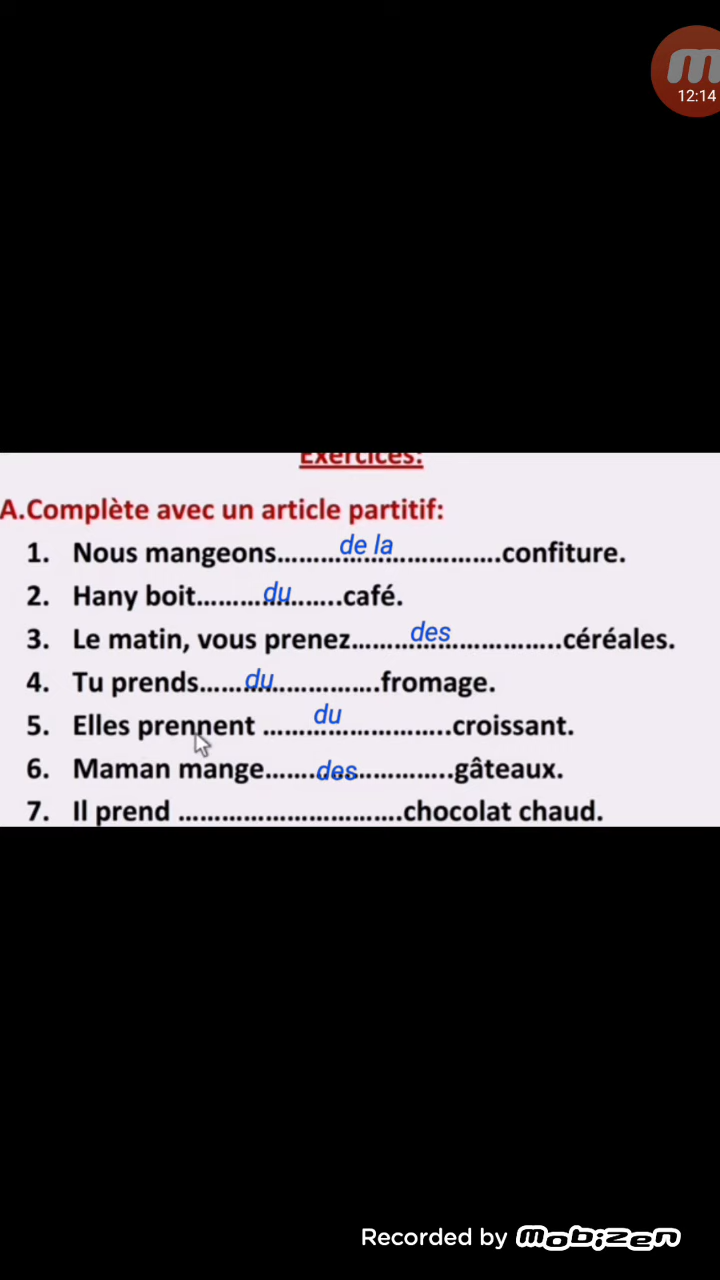 12:14
Exercices:
A.Complète avec un article partitif:
1. Nous mangeons............de la..................confiture.
2. Hany boit............du.......café.
3. Le matin, vous prenez............des...............céréales.
4. Tu prends......du...............fromage.
5. Elles prennent .......du..................croissant.
6. Maman mange.......des.............gâteaux.
7. Il prend ...............................chocolat chaud.
Recorded by mobizen